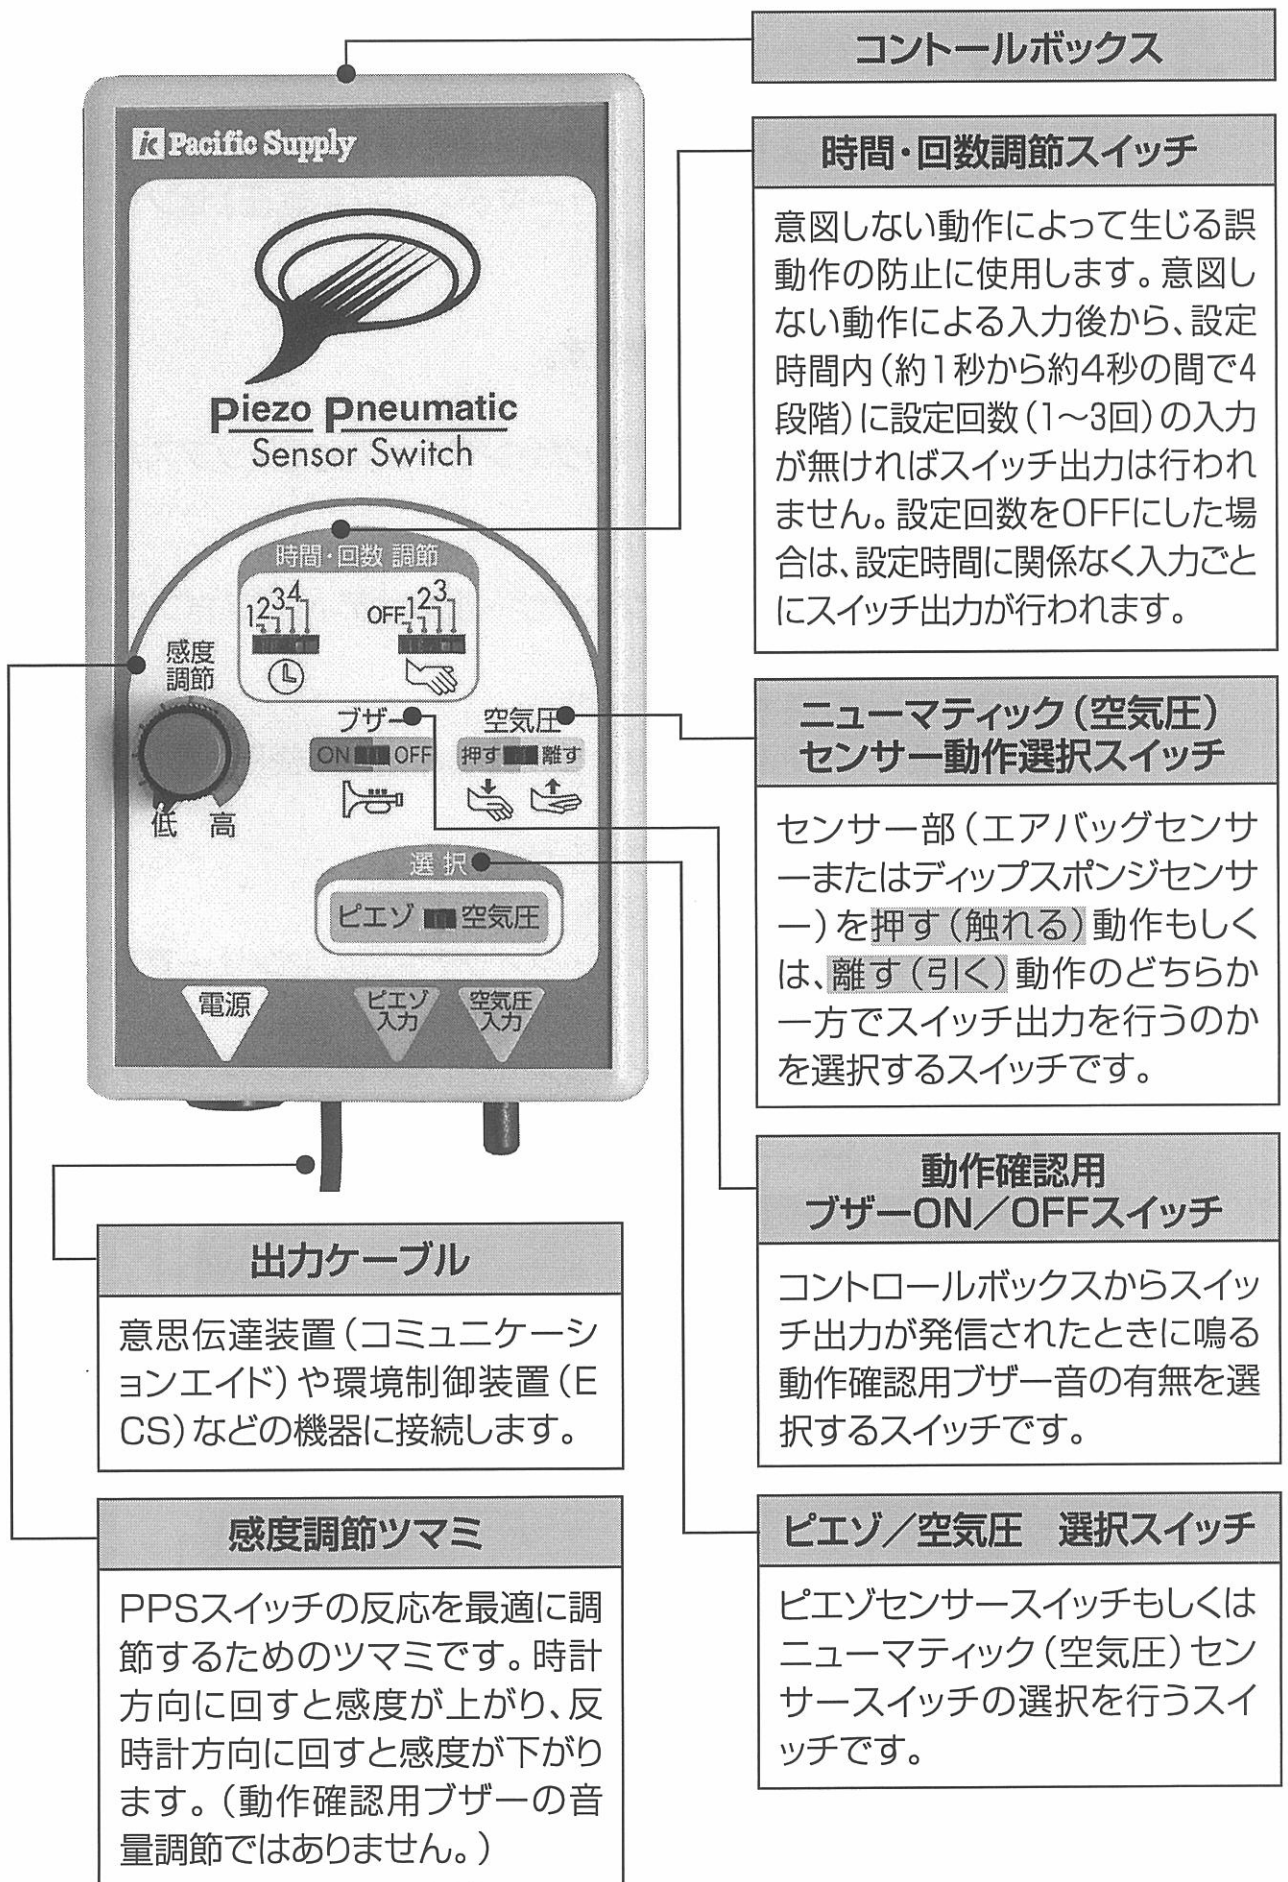 コントールボックス
時間・回数調節スイッチ
意図しない動作によって生じる誤
動作の防止に使用します。意図し
ない動作による入力後から、設定
時間内(約1秒から約4秒の間で4
段階)に設定回数(1～3回)の入力
が無ければスイッチ出力は行われ
ません。設定回数をOFFにした場
合は、設定時間に関係なく入力ごと
にスイッチ出力が行われます。
ニューマティック(空気圧)
センサー動作選択スイッチ
センサー部(エアバッグセンサ
ーまたはディップスポンジセンサ
ー)を押す(触れる)動作もしく
は、離す(引く)動作のどちらか
一方でスイッチ出力を行うのか
を選択するスイッチです。
動作確認用
ブザーON／OFFスイッチ
コントロールボックスからスイッ
チ出力が発信されたときに鳴る
動作確認用ブザー音の有無を選
択するスイッチです。
ピエゾ／空気圧　選択スイッチ
ピエゾセンサースイッチもしくは
ニューマティック(空気圧)セン
サースイッチの選択を行うスイ
ッチです。
ic Pacific Supply
Piezo Pneumatic
Sensor Switch
時間・回数 調節
1234
OFF123
感度
調節
低 高
ブザー
ON OFF
空気圧
押す 離す
選択
ピエゾ 空気圧
電源
ピエゾ
入力
空気圧
入力
出力ケーブル
意思伝達装置(コミュニケーシ
ョンエイド)や環境制御装置(E
CS)などの機器に接続します。
感度調節ツマミ
PPSスイッチの反応を最適に調
節するためのツマミです。時計
方向に回すと感度が上がり、反
時計方向に回すと感度が下がり
ます。(動作確認用ブザーの音
量調節ではありません。)